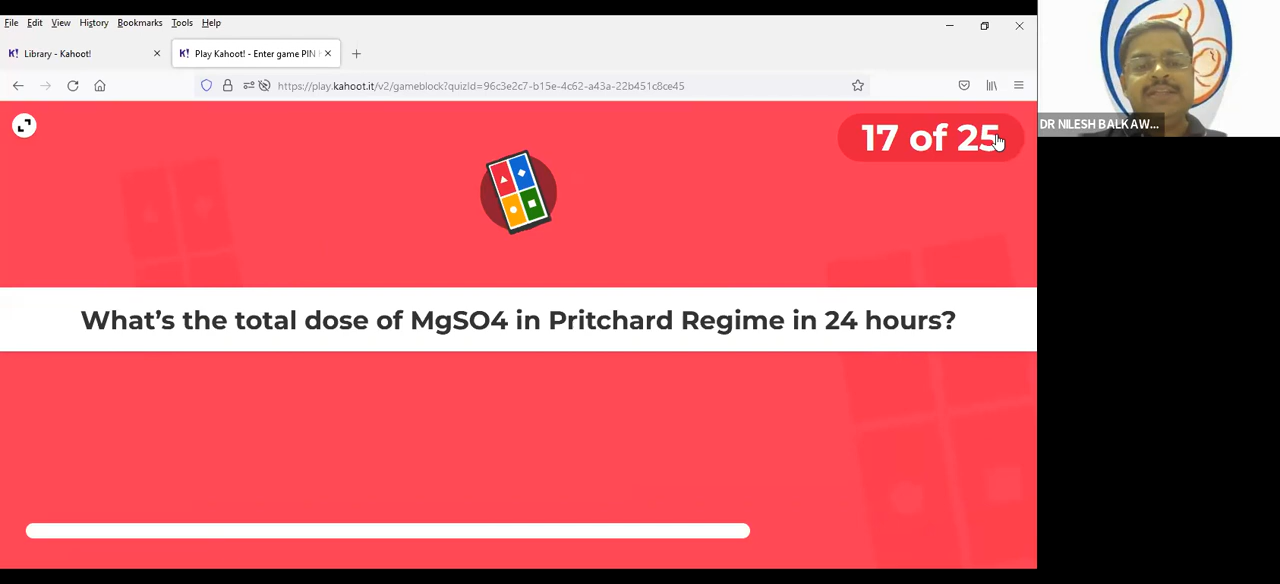 File Edit View History Bookmarks Tools Help
K! Library - Kahoot!
K! Play Kahoot! - Enter game PIN
https://play.kahoot.it/v2/gameblock?quizId=96c3e2c7-b15e-4c62-a43a-22b451c8ce45
17 of 25
DR NILESH BALKAW...
What's the total dose of MgSO4 in Pritchard Regime in 24 hours?